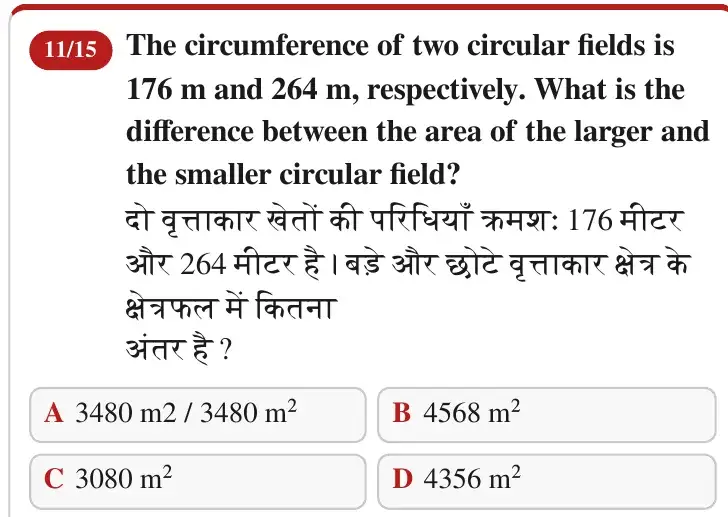 11/15 The circumference of two circular fields is
176 m and 264 m, respectively. What is the
difference between the area of the larger and
the smaller circular field?
दो वृत्ताकार खेतों की परिधियाँ क्रमशः 176 मीटर
और 264 मीटर है। बड़े और छोटे वृत्ताकार क्षेत्र के
क्षेत्रफल में कितना
अंतर है ?
A 3480 m2 / 3480 m²
B 4568 m²
C 3080 m²
D 4356 m²